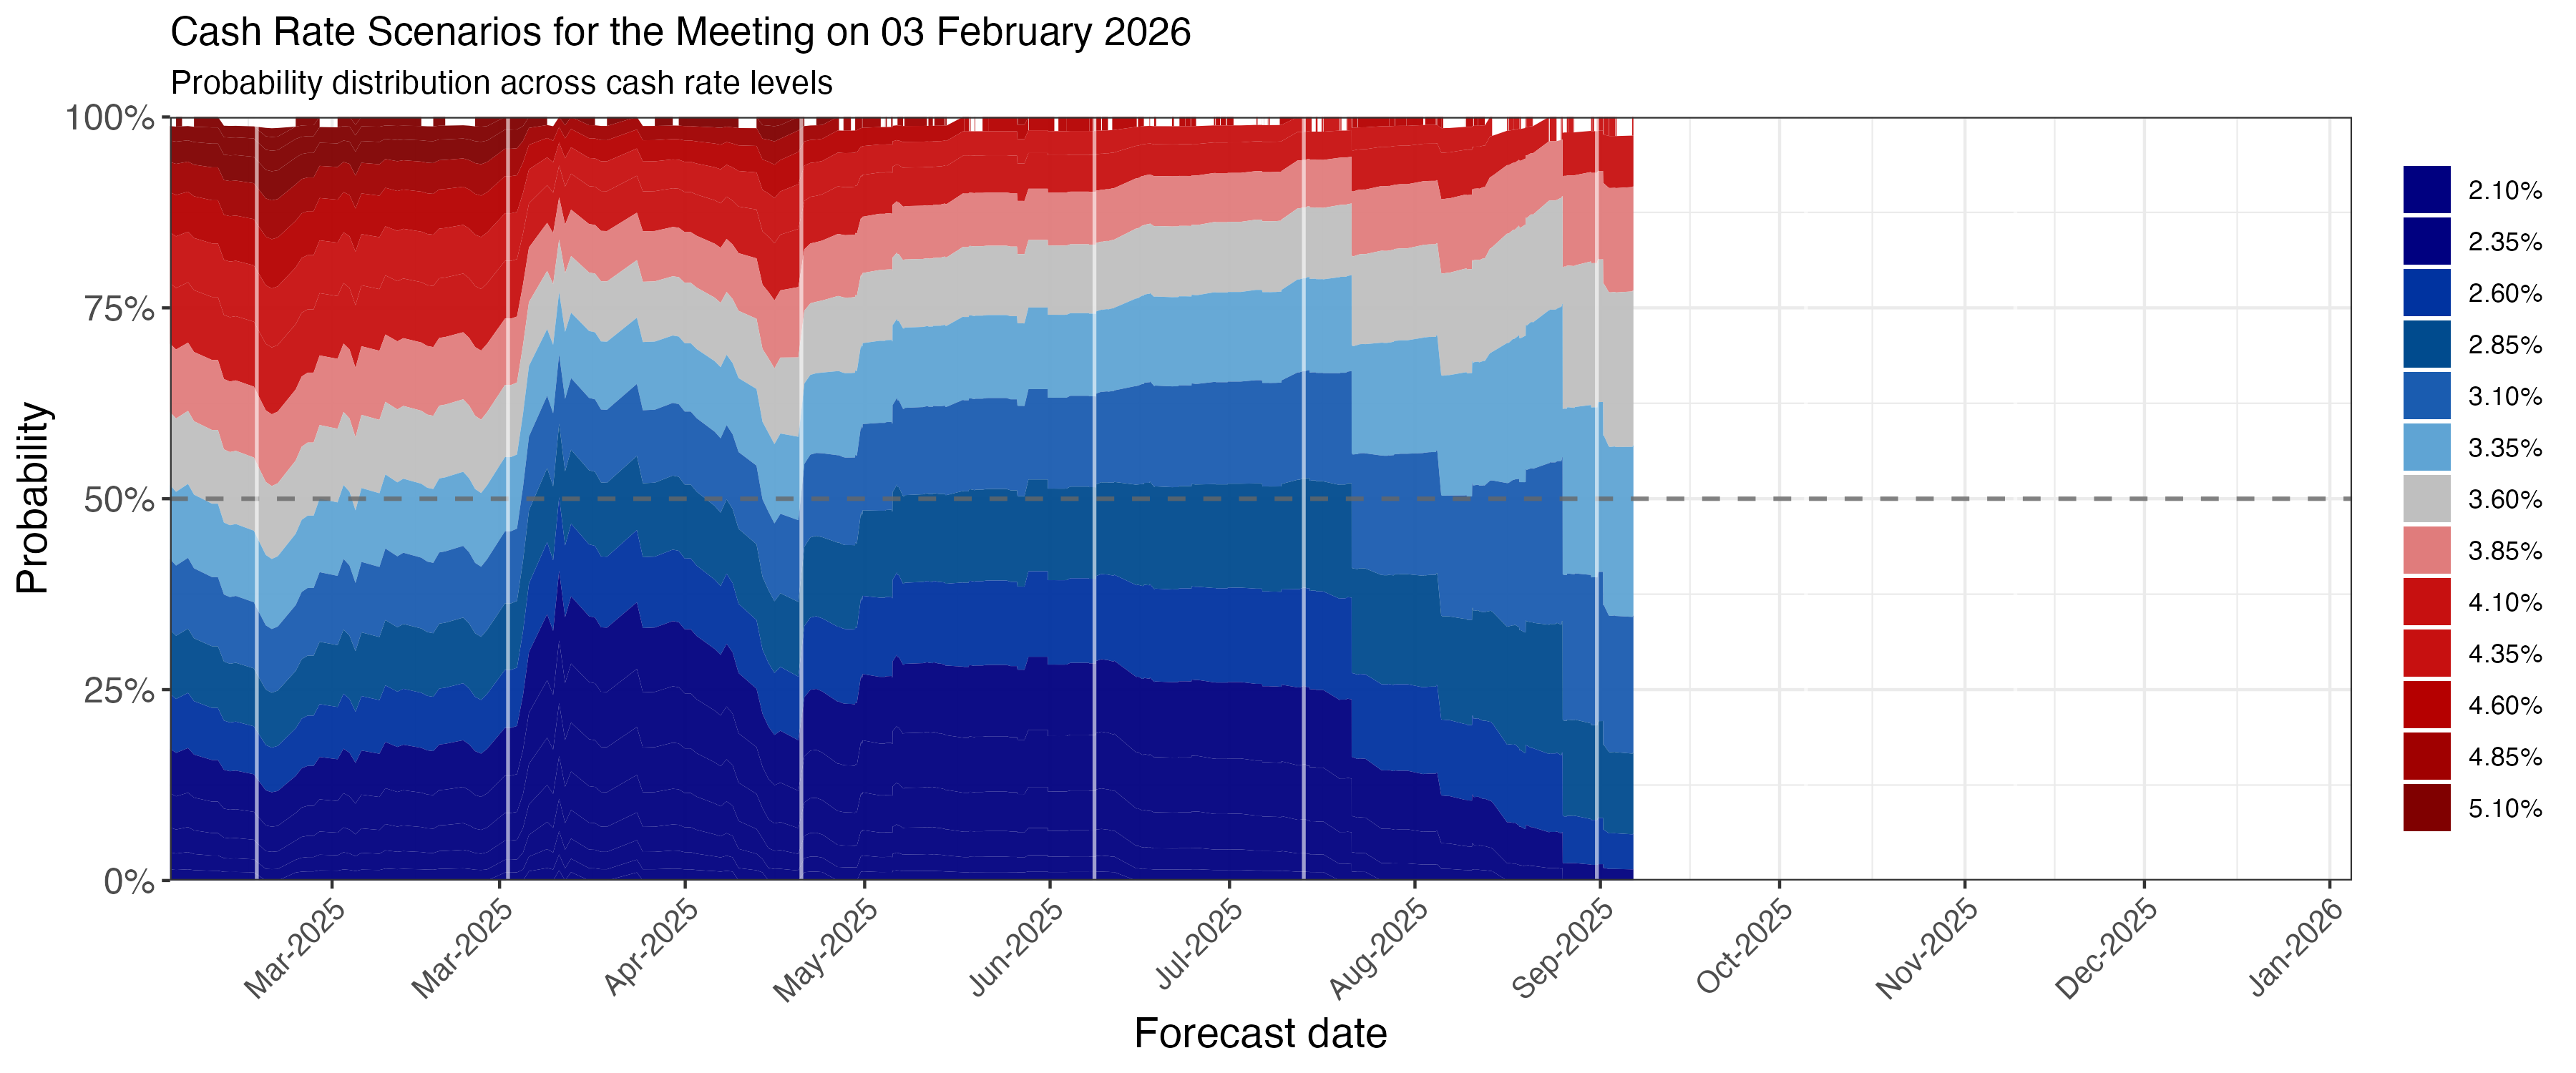 Cash Rate Scenarios for the Meeting on 03 February 2026
Probability distribution across cash rate levels
Probability
100%
75%
50%
25%
0%
Mar-2025
Mar-2025
Apr-2025
May-2025
Jun-2025
Jul-2025
Aug-2025
Sep-2025
Oct-2025
Nov-2025
Dec-2025
Jan-2026
Forecast date
2.10%
2.35%
2.60%
2.85%
3.10%
3.35%
3.60%
3.85%
4.10%
4.35%
4.60%
4.85%
5.10%